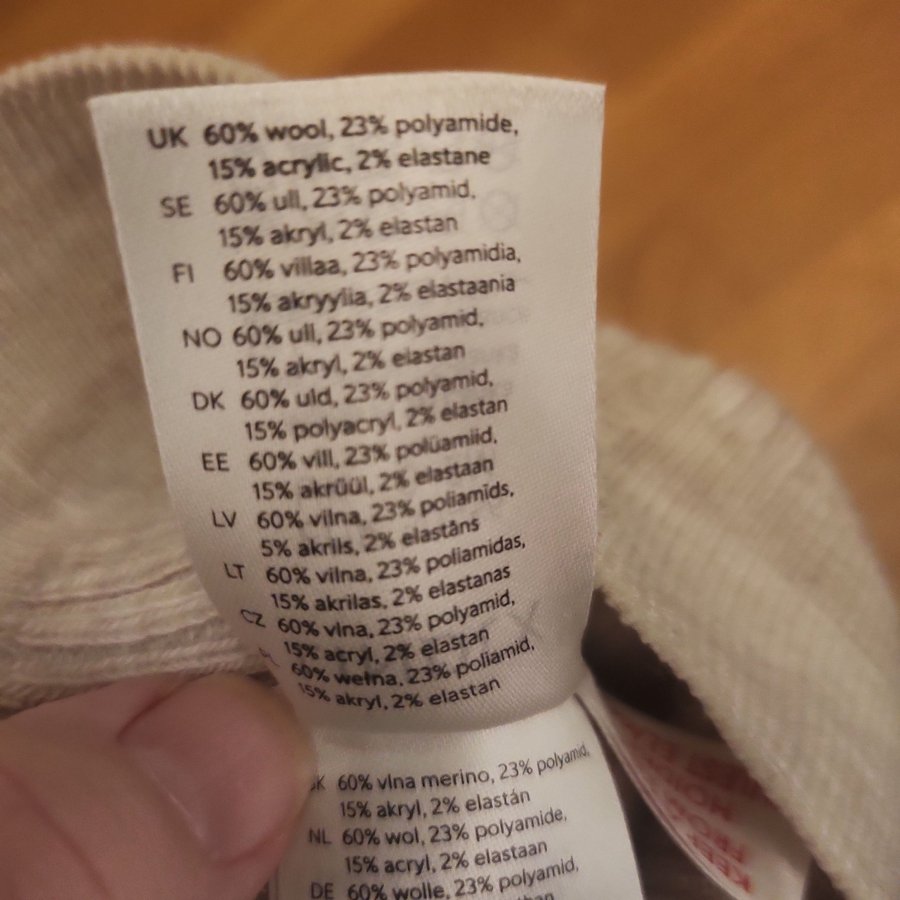 UK 60% wool, 23% polyamide,
15% acrylic, 2% elastane
SE 60% ull, 23% polyamid,
15% akryl, 2% elastan
FI 60% villaa, 23% polyamidia,
15% akryylia, 2% elastaania
NO 60% ull, 23% polyamid,
15% akryl, 2% elastan
DK 60% uld, 23% polyamid,
15% polyacryl, 2% elastan
EE 60% vill, 23% polüamiid,
15% akrüül, 2% elastaan
LV 60% vilna, 23% poliamīds,
5% akrils, 2% elastāns
LT 60% vilna, 23% poliamidas,
15% akrilas, 2% elastanas
CZ 60% vlna, 23% polyamid,
15% acryl, 2% elastan
60% wełna, 23% poliamid,
15% akryl, 2% elastan
60% vlna merino, 23% polyamid,
15% akryl, 2% elastán
NL 60% wol, 23% polyamide,
15% acryl, 2% elastaan
DE 60% wolle, 23% polyamid,